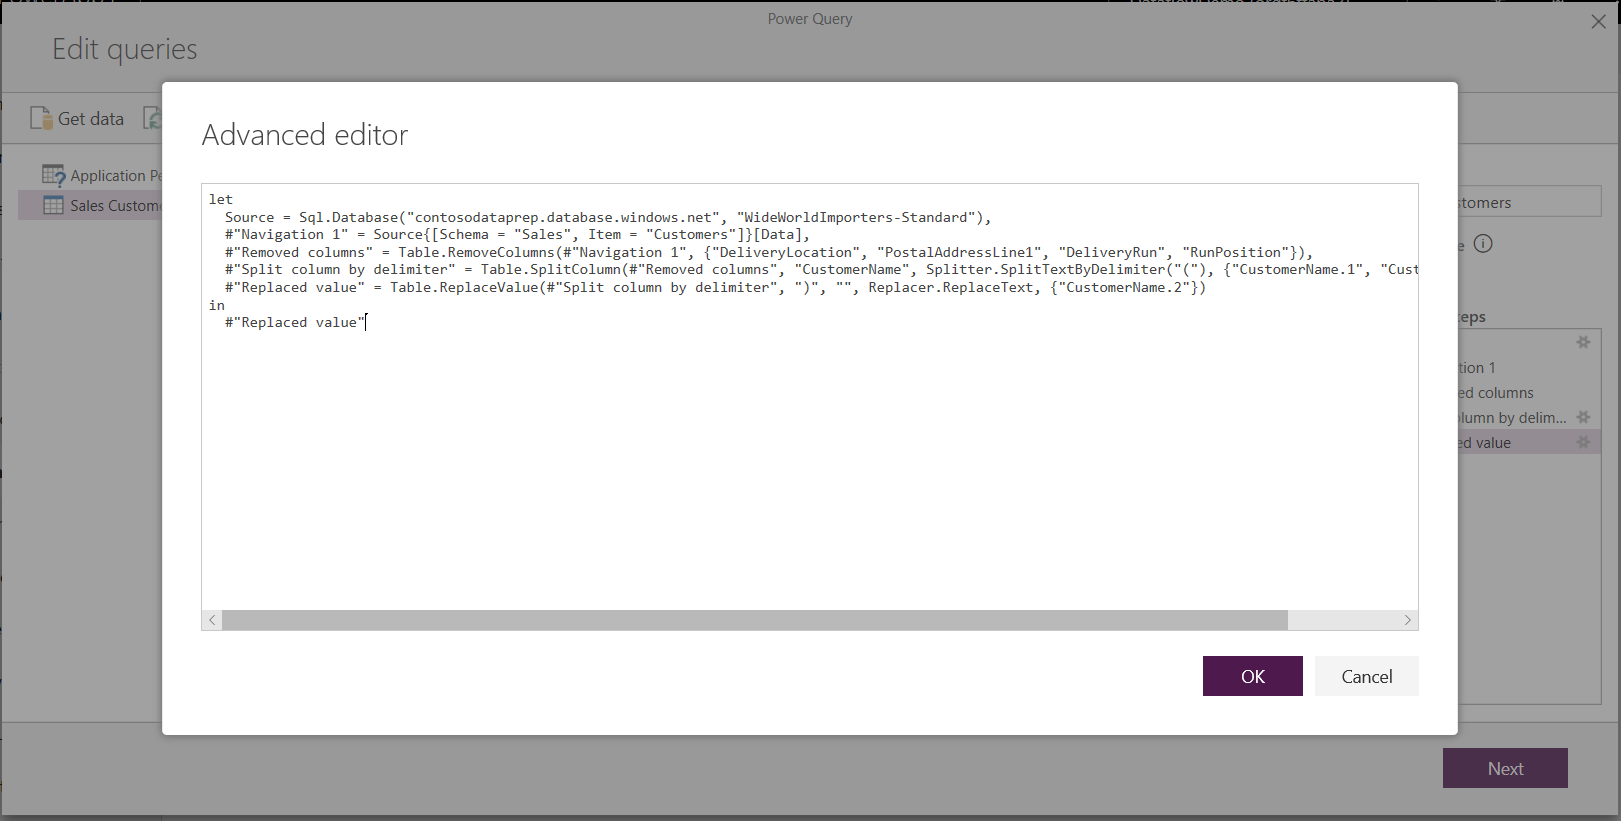 Power Query
Edit queries
Get data
Application
Sales
Advanced editor
let
Source = Sql.Database("contosodataprep.database.windows.net", "WideWorldImporters-Standard"),
#"Navigation 1" = Source{[Schema = "Sales", Item = "Customers"]}[Data],
#"Removed columns" = Table.RemoveColumns(#"Navigation 1", {"DeliveryLocation", "PostalAddressLine1", "DeliveryRun", "RunPosition"}),
#"Split column by delimiter" = Table.SplitColumn(#"Removed columns", "CustomerName", Splitter.SplitTextByDelimiter("("), {"CustomerName.1", "Cust
#"Replaced value" = Table.ReplaceValue(#"Split column by delimiter", ")", "", Replacer.ReplaceText, {"CustomerName.2"})
in
#"Replaced value"
OK
Cancel
stomers
e
eps
tion 1
ed columns
lumn by delim...
ed value
Next